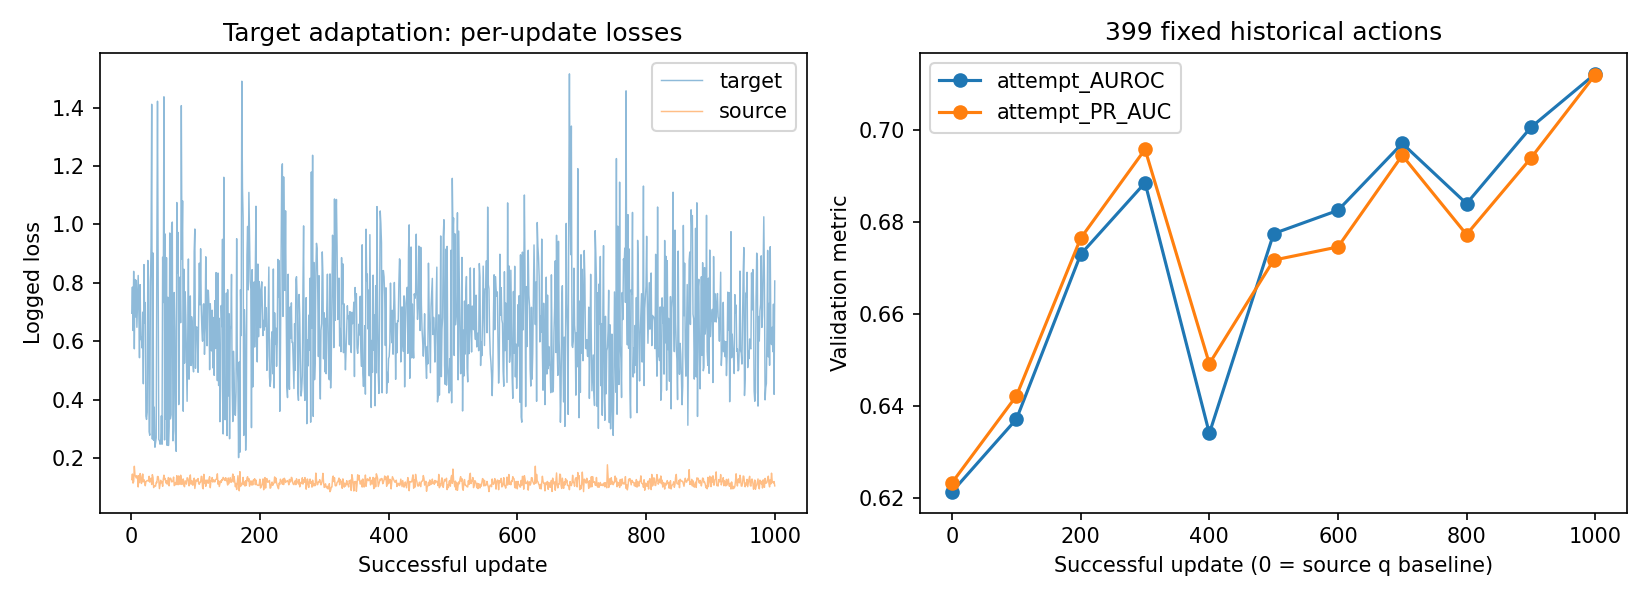 Target adaptation: per-update losses
target
source
1.4
1.2
1.0
0.8
0.6
0.4
0.2
Logged loss
0 200 400 600 800 1000
Successful update
399 fixed historical actions
attempt_AUROC
attempt_PR_AUC
0.70
0.68
0.66
0.64
0.62
Validation metric
0 200 400 600 800 1000
Successful update (0 = source q baseline)